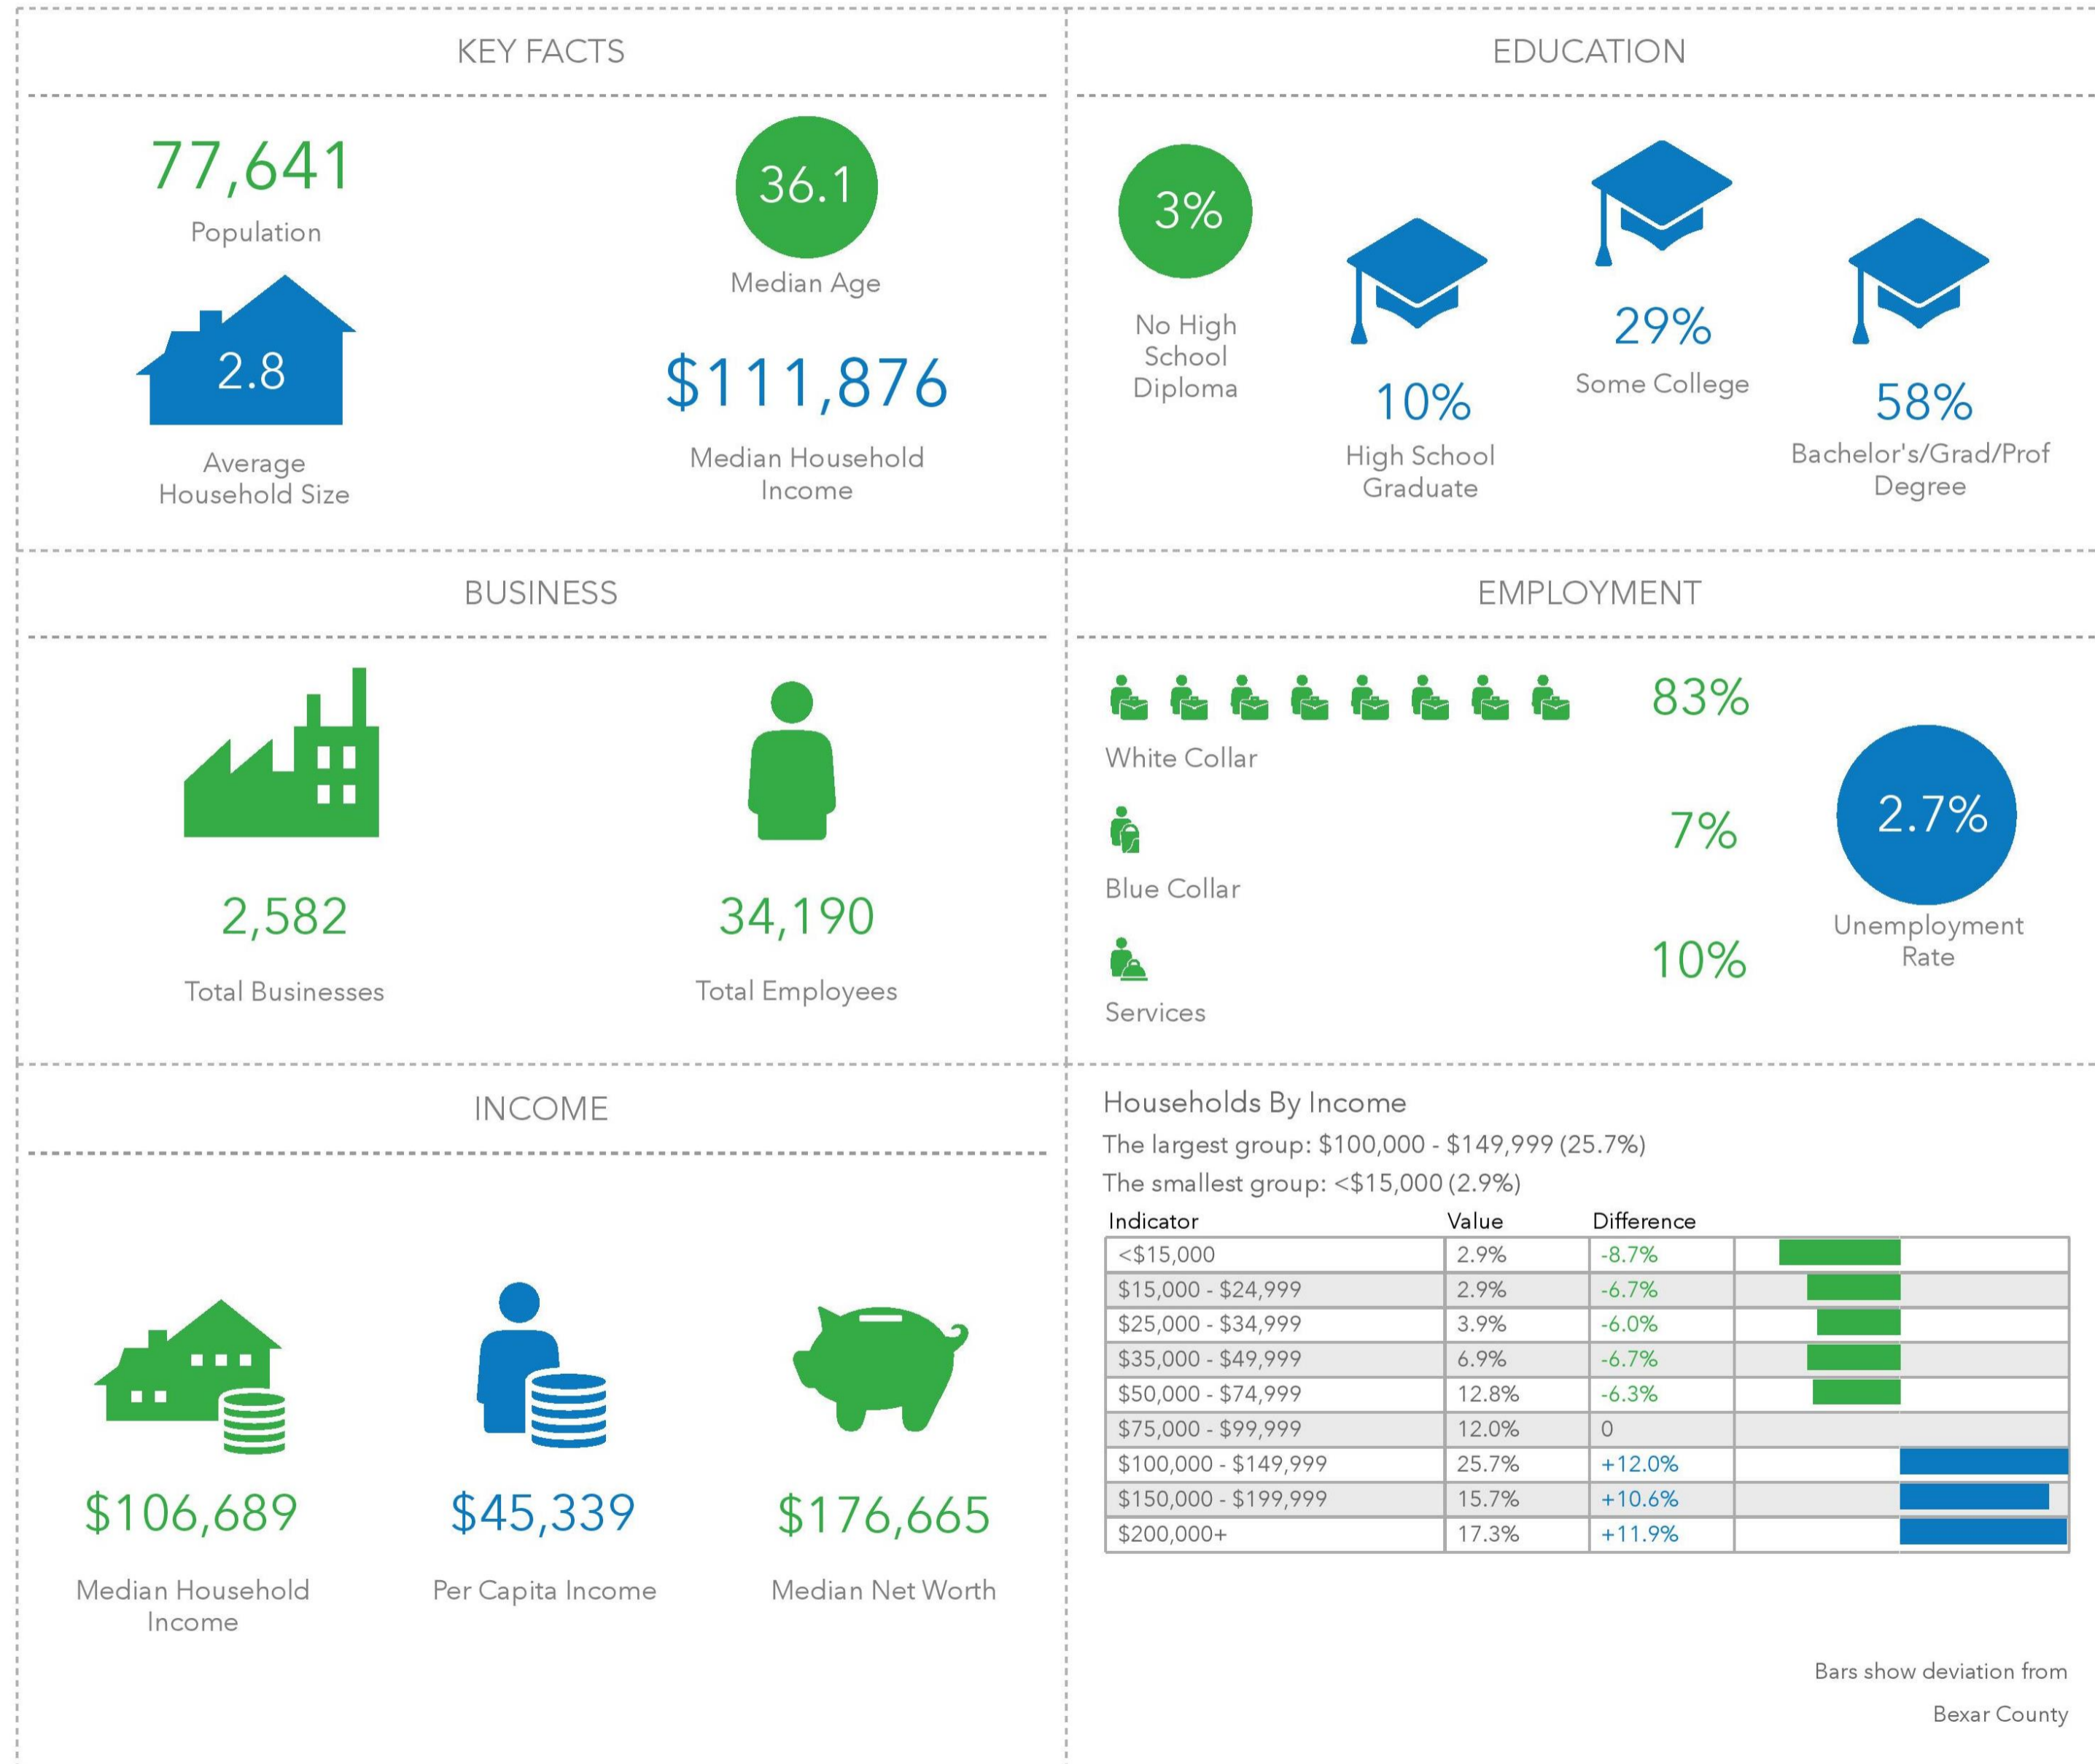 KEY FACTS
77,641
Population
36.1
Median Age
2.8
Average
Household Size
$111,876
Median Household
Income
EDUCATION
3%
No High
School
Diploma
10%
High School
Graduate
29%
Some College
58%
Bachelor's/Grad/Prof
Degree
BUSINESS
2,582
Total Businesses
34,190
Total Employees
EMPLOYMENT
83%
White Collar
7%
Blue Collar
10%
Services
2.7%
Unemployment
Rate
INCOME
$106,689
Median Household
Income
$45,339
Per Capita Income
$176,665
Median Net Worth
Households By Income
The largest group: $100,000 - $149,999 (25.7%)
The smallest group: <$15,000 (2.9%)
Indicator Value Difference
<$15,000 2.9% -8.7%
$15,000 - $24,999 2.9% -6.7%
$25,000 - $34,999 3.9% -6.0%
$35,000 - $49,999 6.9% -6.7%
$50,000 - $74,999 12.8% -6.3%
$75,000 - $99,999 12.0% 0
$100,000 - $149,999 25.7% +12.0%
$150,000 - $199,999 15.7% +10.6%
$200,000+ 17.3% +11.9%
Bars show deviation from
Bexar County